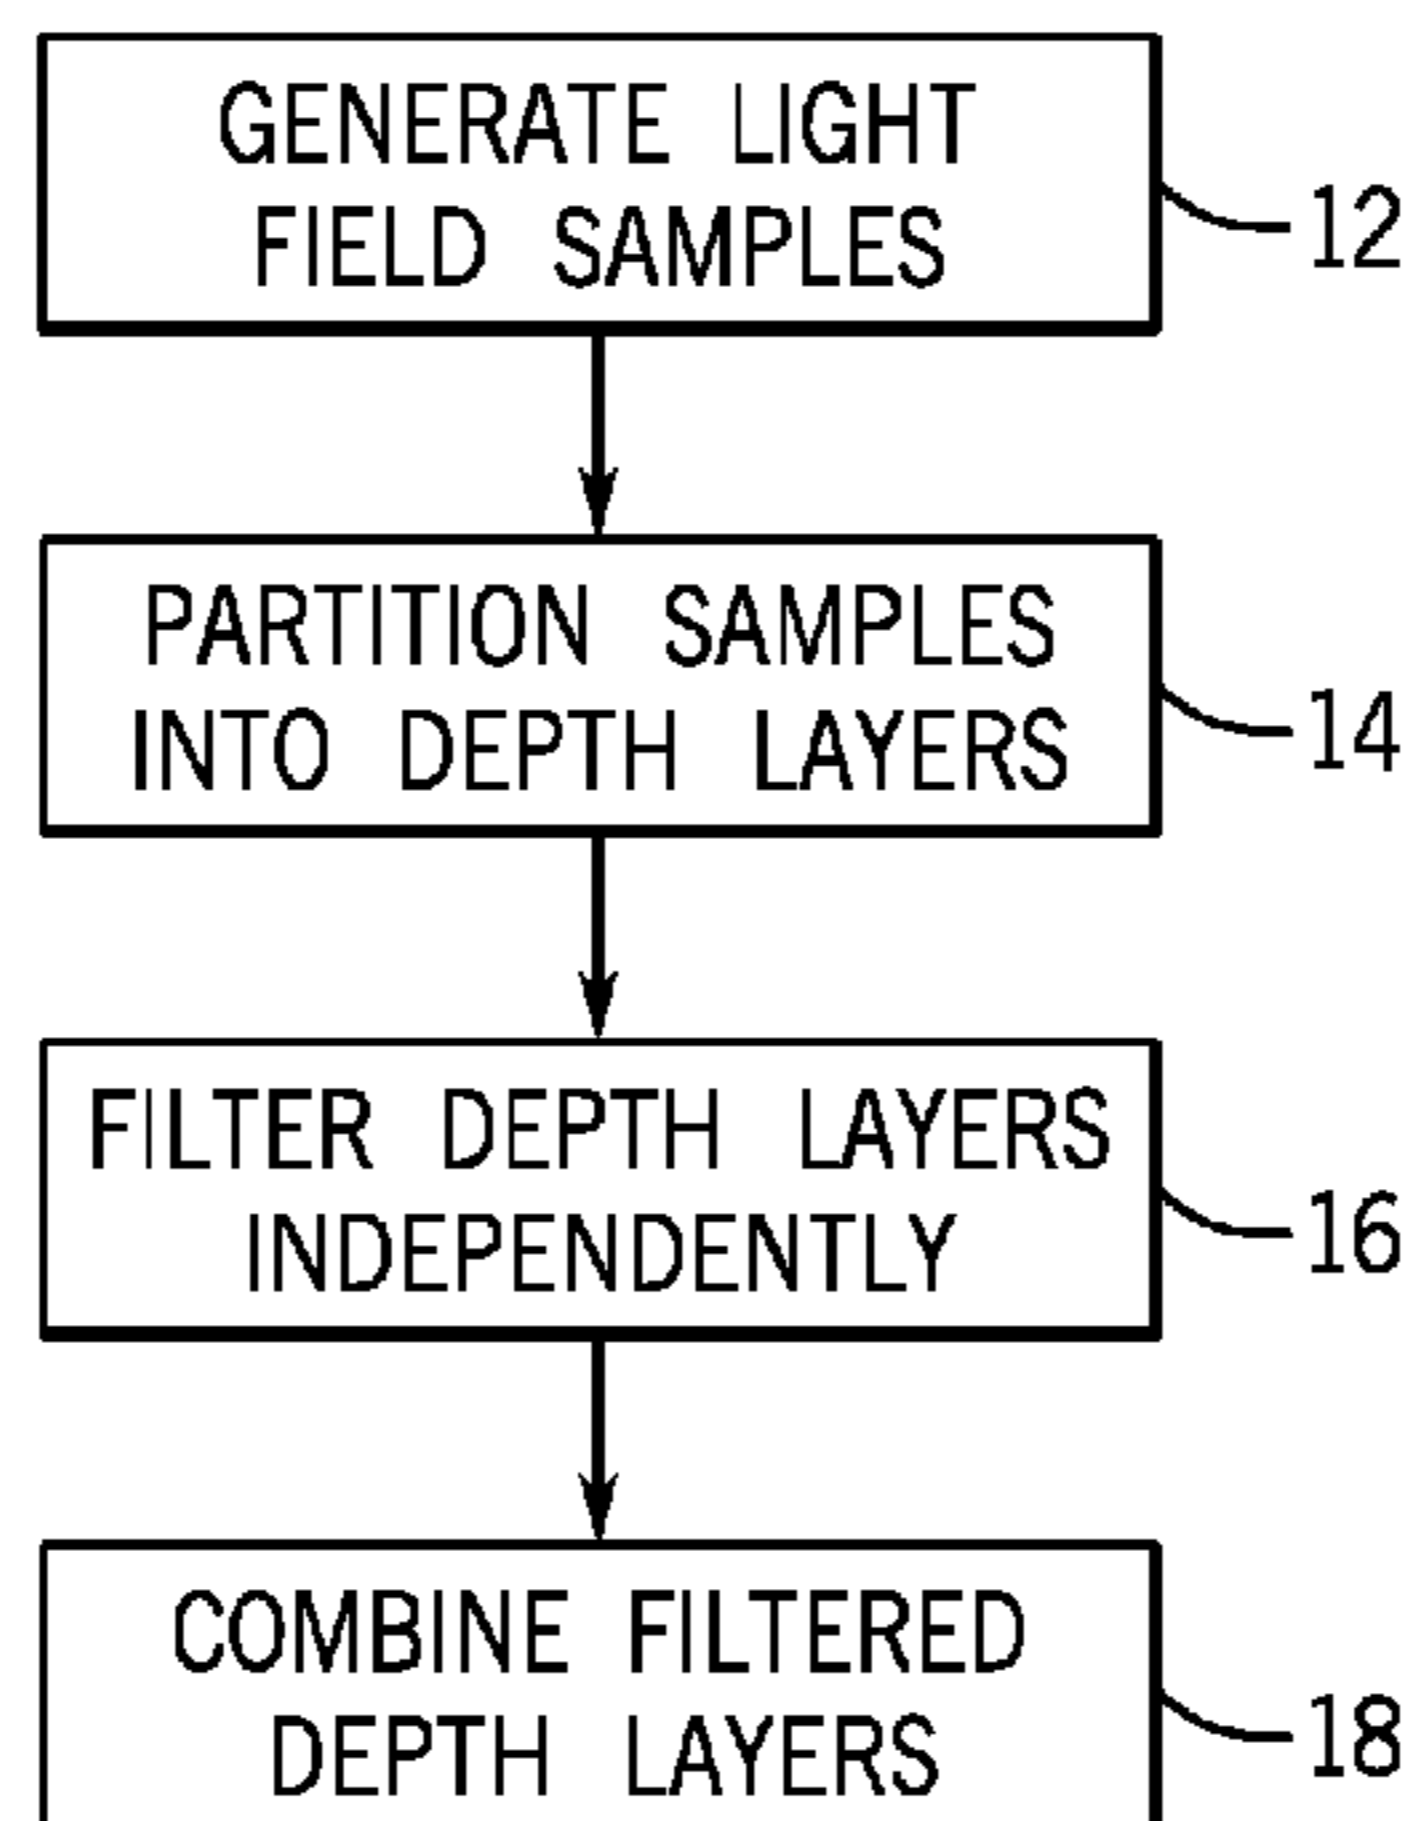 GENERATE LIGHT
FIELD SAMPLES
12
PARTITION SAMPLES
INTO DEPTH LAYERS
14
FILTER DEPTH LAYERS
INDEPENDENTLY
16
COMBINE FILTERED
DEPTH LAYERS
18